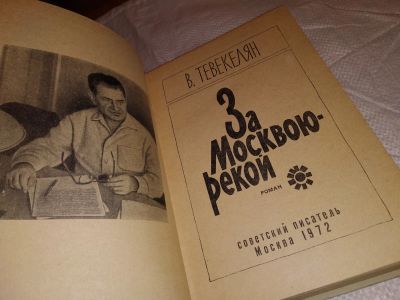 В. ТЕВЕКЕЛЯН
За
Москвою-
рекой
РОМАН
советский писатель
Москва 1972